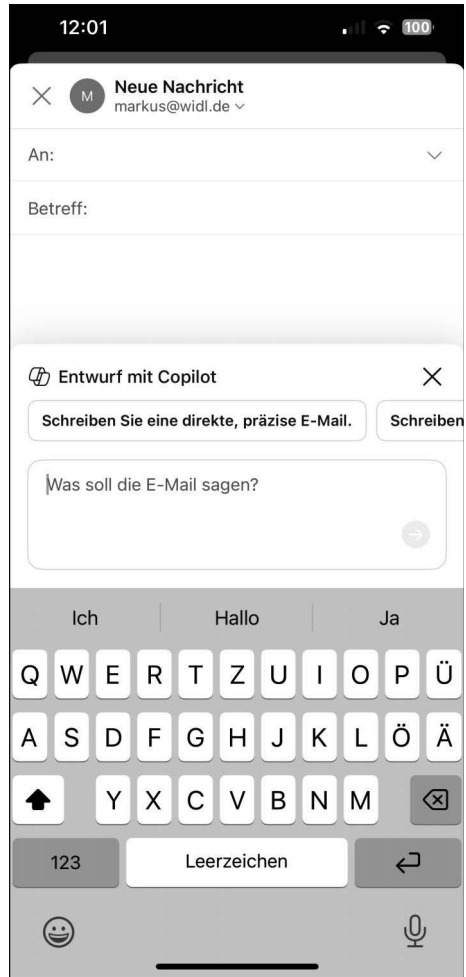 12:01
100
M
Neue Nachricht
markus@widl.de
An:
Betreff:
Entwurf mit Copilot
Schreiben Sie eine direkte, präzise E-Mail.
Schreiben
Was soll die E-Mail sagen?
Ich Hallo Ja
Q W E R T Z U I O P Ü
A S D F G H J K L Ö Ä
Y X C V B N M
123 Leerzeichen